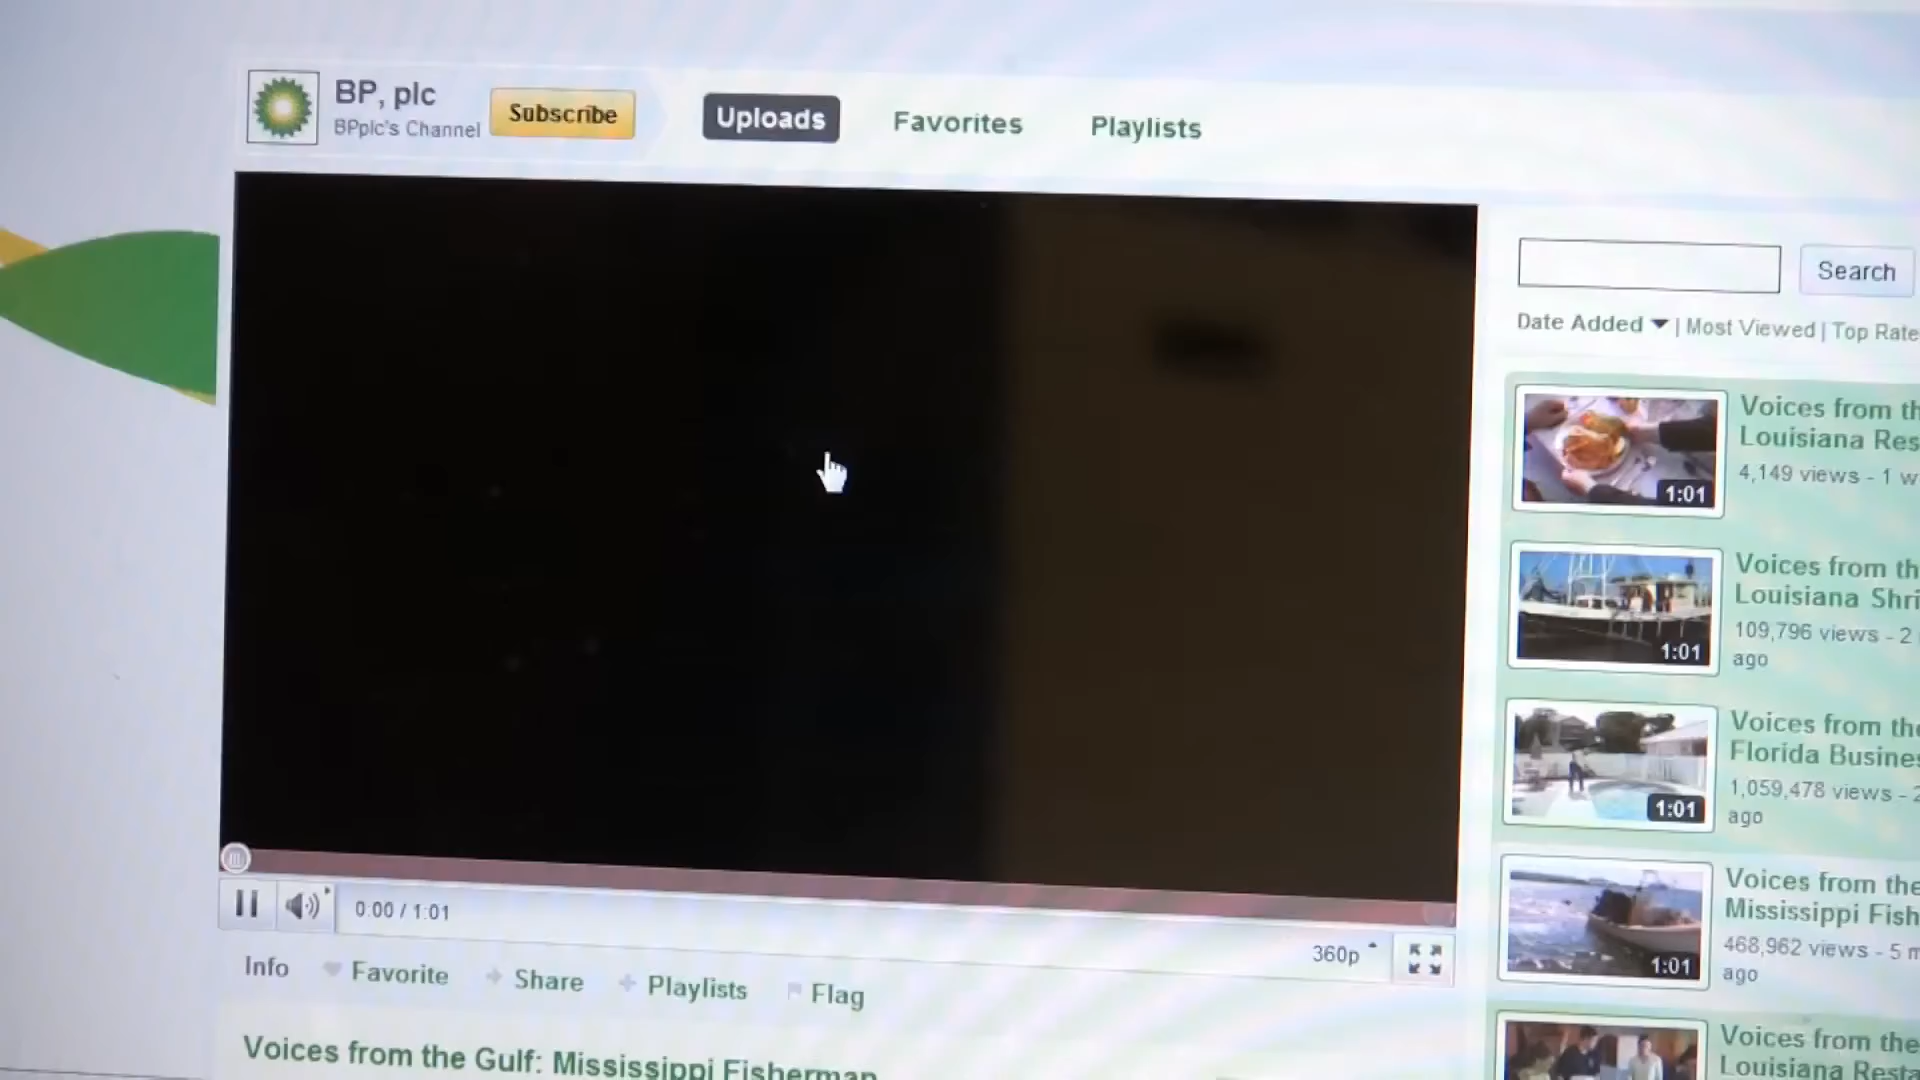 BP, plc
BPplc's Channel
Subscribe
Uploads
Favorites
Playlists
Search
Date Added | Most Viewed | Top Rate
Voices from th
Louisiana Res
4,149 views - 1 w
1:01
Voices from th
Louisiana Shri
109,796 views - 2
ago
1:01
Voices from the
Florida Busines
1,059,478 views - 2
ago
1:01
Voices from the
Mississippi Fish
468,962 views - 5 m
ago
1:01
Voices from the
Louisiana Resta
0:00 / 1:01
360p
Info
Favorite
Share
Playlists
Flag
Voices from the Gulf: Mississippi Fisherman